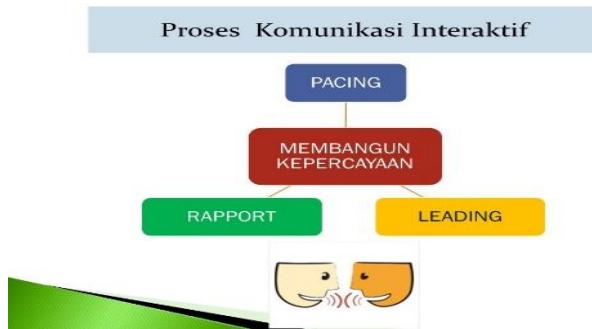 Proses Komunikasi Interaktif
PACING
MEMBANGUN
KEPERCAYAAN
RAPPORT
LEADING